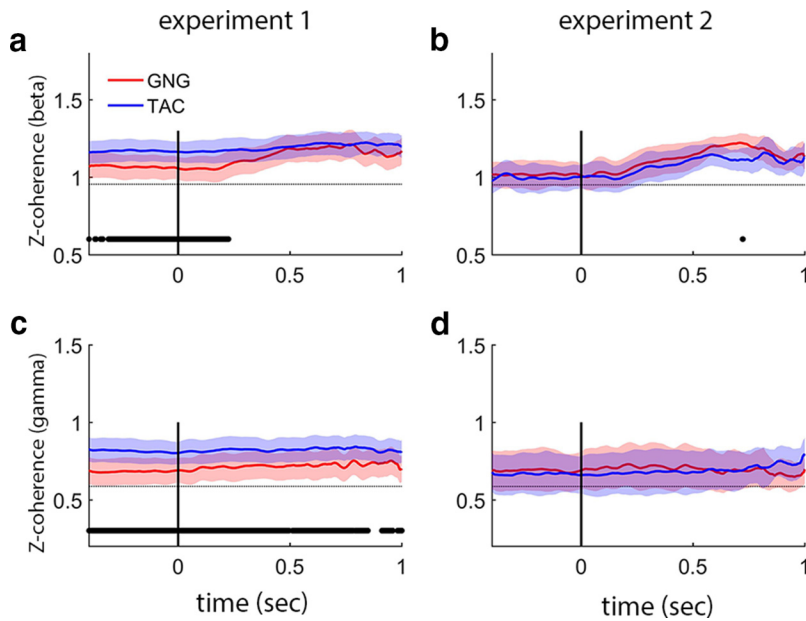 experiment 1
experiment 2
a
b
GNG
TAC
Z-coherence (beta)
1.5
1
0.5
0
0.5
1
1.5
1
0.5
0
0.5
1
c
d
Z-coherence (gamma)
1.5
1
0.5
0
0.5
1
time (sec)
1.5
1
0.5
0
0.5
1
time (sec)